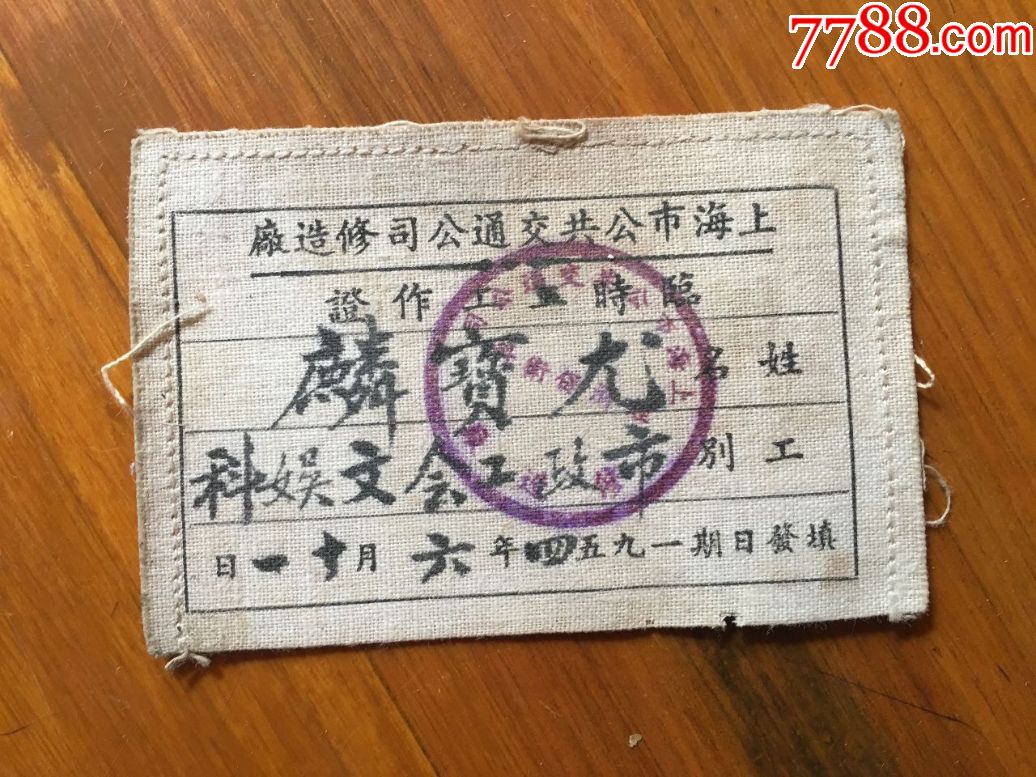 7788.com
上海市公共交通公司修造廠
臨時工工作證
姓名 尤寶麟
工別 市政工会文娱科
填發日期一九五四年六月十一日